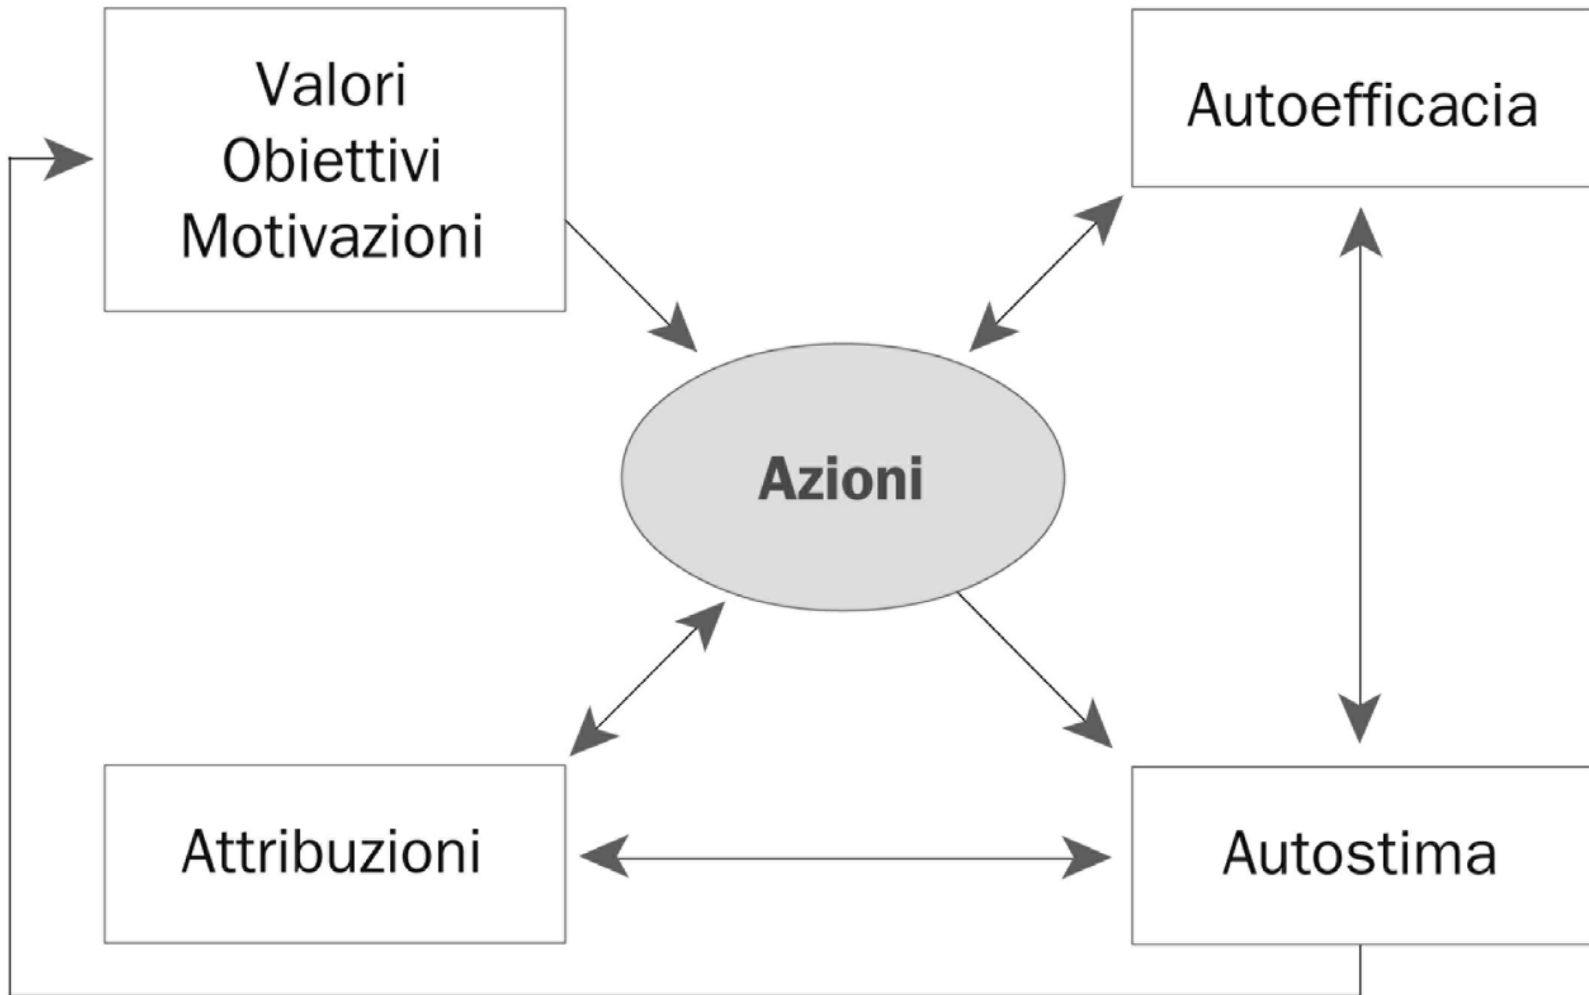 Valori
Obiettivi
Motivazioni
Autoefficacia
Azioni
Attribuzioni
Autostima